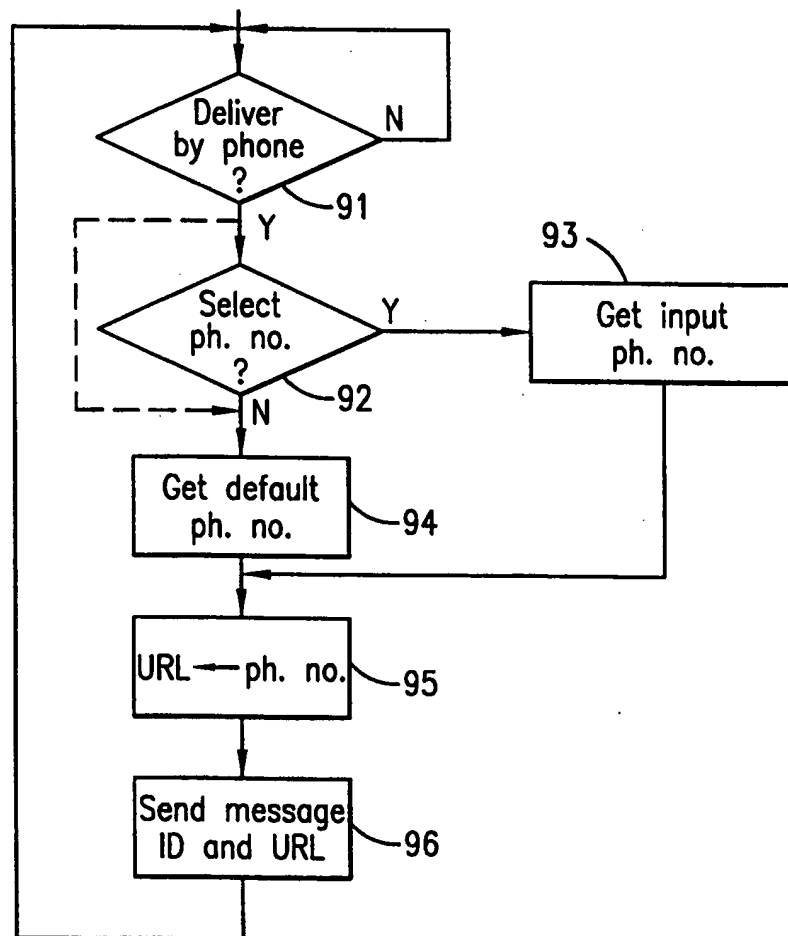 Deliver
by phone
?
N
91
Y
93
Select
ph. no.
?
Y
Get input
ph. no.
92
N
Get default
ph. no.
94
URL ← ph. no.
95
Send message
ID and URL
96